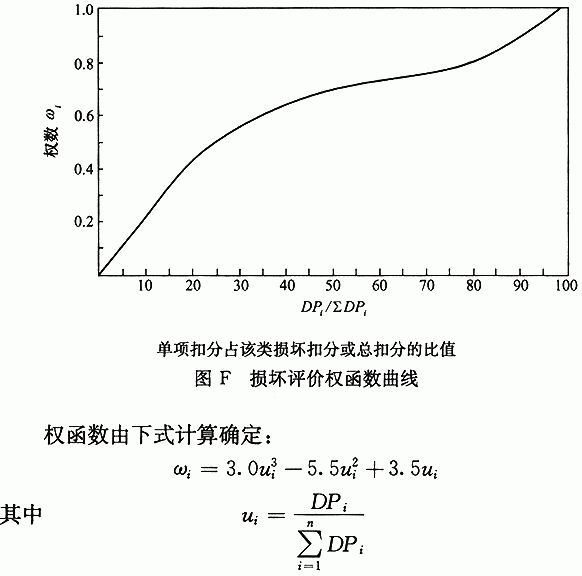 1.0
0.8
0.6
0.4
0.2
权数 ω_i
10 20 30 40 50 60 70 80 90 100
DP_i/ΣDP_i
单项扣分占该类损坏扣分或总扣分的比值
图 F 损坏评价权函数曲线
权函数由下式计算确定：
ω_i = 3.0u_i^3 − 5.5u_i^2 + 3.5u_i
其中 u_i = \frac{DP_i}{\sum_{i=1}^{n} DP_i}